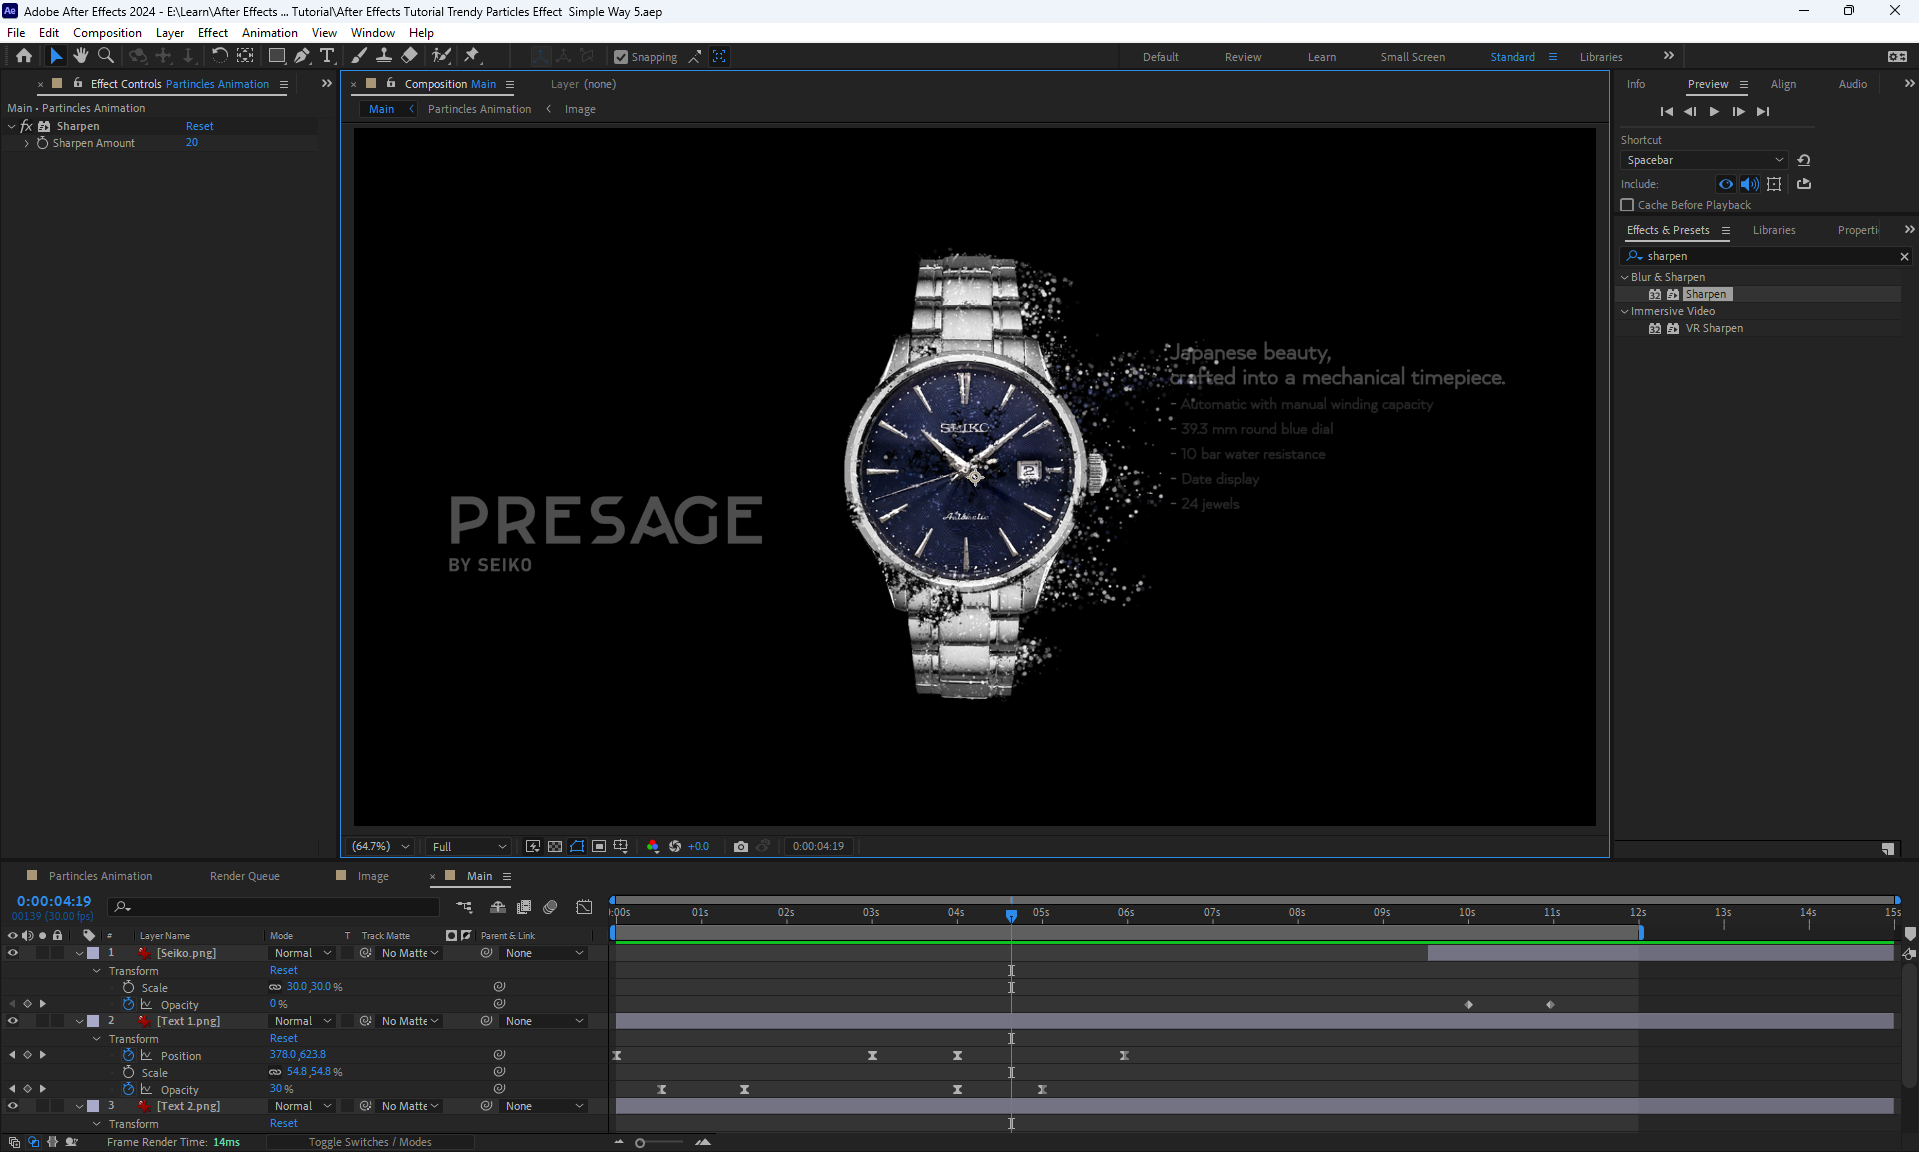 Adobe After Effects 2024 - E:\Learn\After Effects ... Tutorial\After Effects Tutorial Trendy Particles Effect  Simple Way 5.aep
File Edit Composition Layer Effect Animation View Window Help
Snapping
Default Review Learn Small Screen Standard Libraries
Effect Controls Partincles Animation
Main • Partincles Animation
fx Sharpen Reset
Sharpen Amount 20
Composition Main Layer (none)
Main Partincles Animation Image
SEIKO
2
Automatic
PRESAGE
BY SEIKO
Japanese beauty,
crafted into a mechanical timepiece.
- Automatic with manual winding capacity
- 39.3 mm round blue dial
- 10 bar water resistance
- Date display
- 24 jewels
(64.7%) Full +0.0 0:00:04:19
Info Preview Align Audio
Shortcut
Spacebar
Include:
Cache Before Playback
Effects & Presets Libraries Properti
sharpen
Blur & Sharpen
32 Sharpen
Immersive Video
32 VR Sharpen
Partincles Animation Render Queue Image Main
0:00:04:19
00139 (30.00 fps)
):00s 01s 02s 03s 04s 05s 06s 07s 08s 09s 10s 11s 12s 13s 14s 15s
# Layer Name Mode T Track Matte Parent & Link
1 [Seiko.png] Normal No Matte None
Transform Reset
Scale 30.0,30.0 %
Opacity 0 %
2 [Text 1.png] Normal No Matte None
Transform Reset
Position 378.0,623.8
Scale 54.8,54.8 %
Opacity 30 %
3 [Text 2.png] Normal No Matte None
Transform Reset
Frame Render Time: 14ms Toggle Switches / Modes